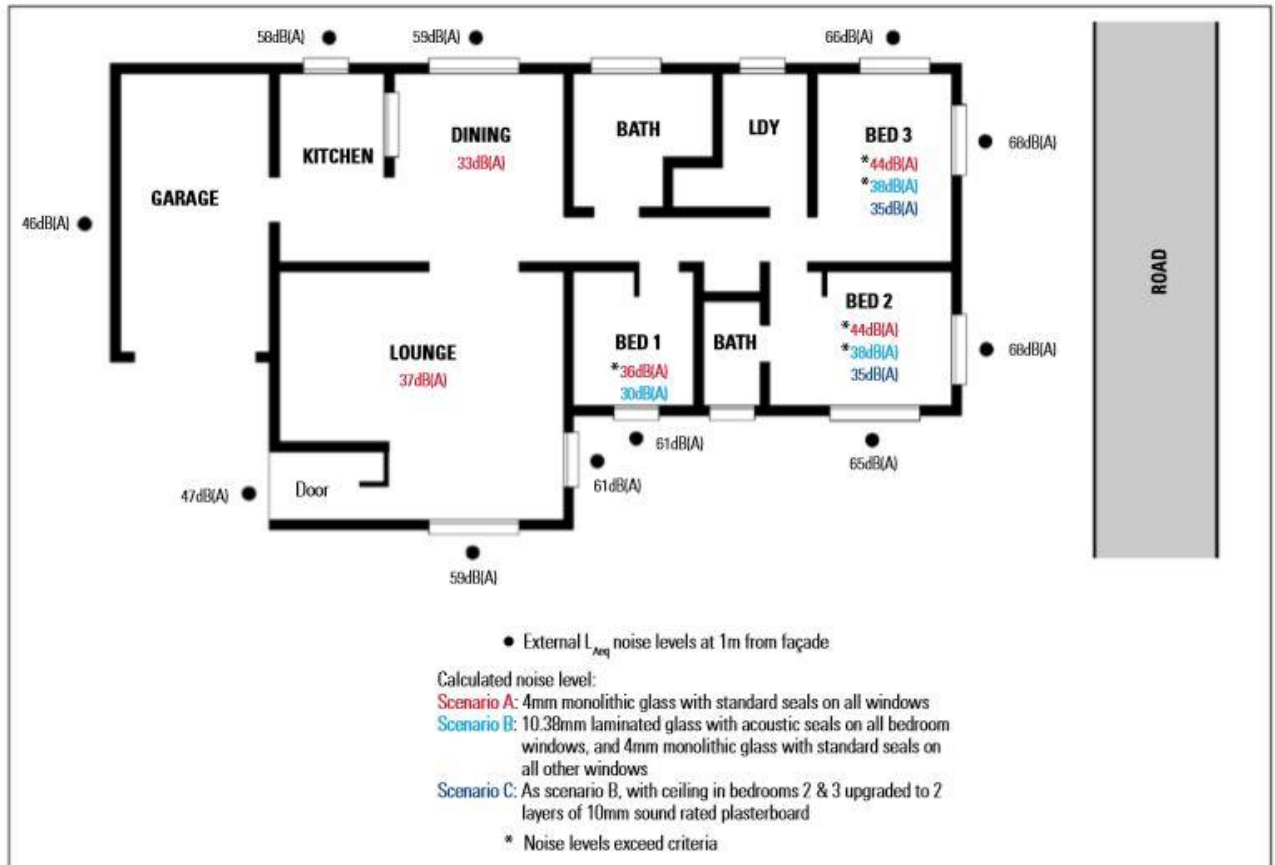 58dB(A)
59dB(A)
66dB(A)
GARAGE
KITCHEN
DINING
33dB(A)
BATH
LDY
BED 3
*44dB(A)
*38dB(A)
35dB(A)
68dB(A)
46dB(A)
ROAD
LOUNGE
37dB(A)
BED 1
*36dB(A)
30dB(A)
BATH
BED 2
*44dB(A)
*38dB(A)
35dB(A)
68dB(A)
61dB(A)
65dB(A)
61dB(A)
47dB(A)
Door
59dB(A)
● External LAeq noise levels at 1m from façade
Calculated noise level:
Scenario A: 4mm monolithic glass with standard seals on all windows
Scenario B: 10.38mm laminated glass with acoustic seals on all bedroom
windows, and 4mm monolithic glass with standard seals on
all other windows
Scenario C: As scenario B, with ceiling in bedrooms 2 & 3 upgraded to 2
layers of 10mm sound rated plasterboard
* Noise levels exceed criteria